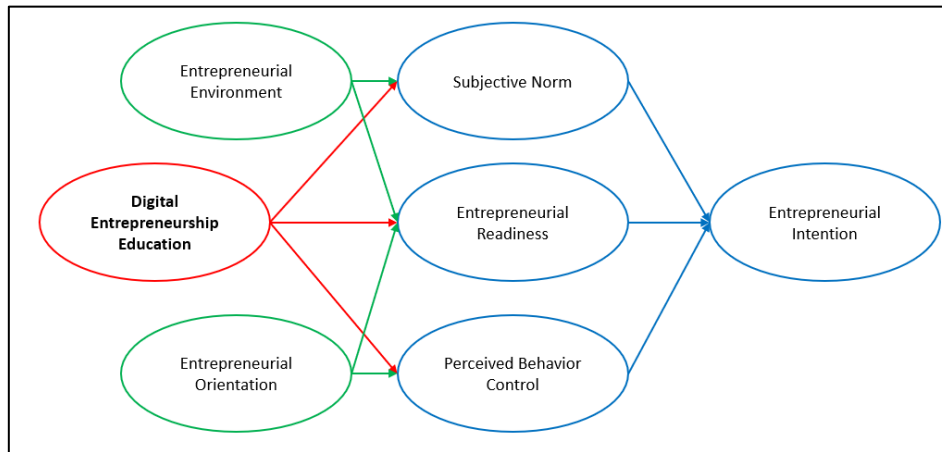 Entrepreneurial
Environment
Subjective Norm
Digital
Entrepreneurship
Education
Entrepreneurial
Readiness
Entrepreneurial
Intention
Entrepreneurial
Orientation
Perceived Behavior
Control